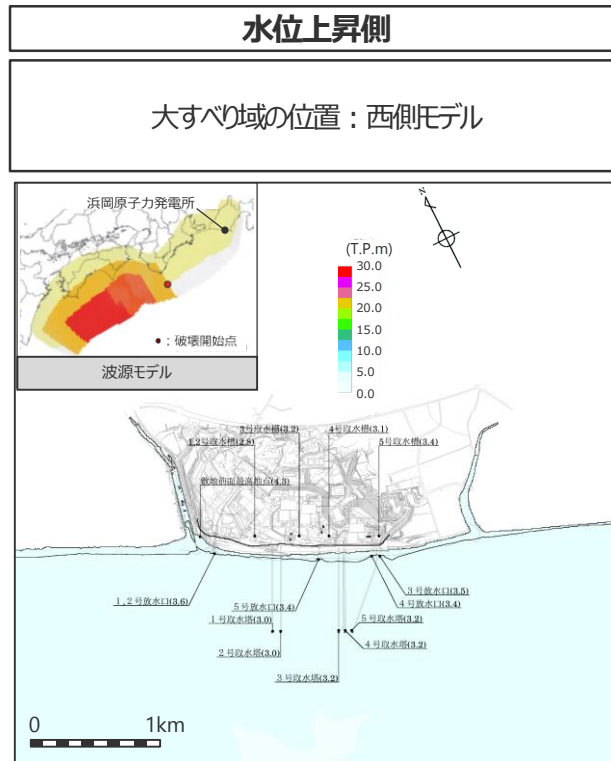 水位上昇側
大すべり域の位置：西側モデル
浜岡原子力発電所
●：破壊開始点
波源モデル
N
(T.P.m)
30.0
25.0
20.0
15.0
10.0
5.0
0.0
3号取水槽(3.2)
4号取水槽(3.1)
1,2号取水槽(2.8)
5号取水槽(3.4)
敷地前面最高地点(4.3)
1,2号放水口(3.6)
5号放水口(3.4)
3号放水口(3.5)
4号放水口(3.4)
1号取水塔(3.0)
5号取水塔(3.2)
2号取水塔(3.0)
4号取水塔(3.2)
3号取水塔(3.2)
0 1km